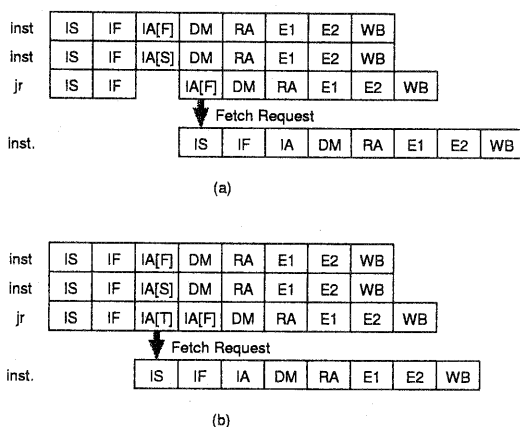 inst IS IF IA[F] DM RA E1 E2 WB
inst IS IF IA[S] DM RA E1 E2 WB
jr IS IF IA[F] DM RA E1 E2 WB
Fetch Request
inst. IS IF IA DM RA E1 E2 WB
(a)
inst IS IF IA[F] DM RA E1 E2 WB
inst IS IF IA[S] DM RA E1 E2 WB
jr IS IF IA[T] IA[F] DM RA E1 E2 WB
Fetch Request
inst. IS IF IA DM RA E1 E2 WB
(b)